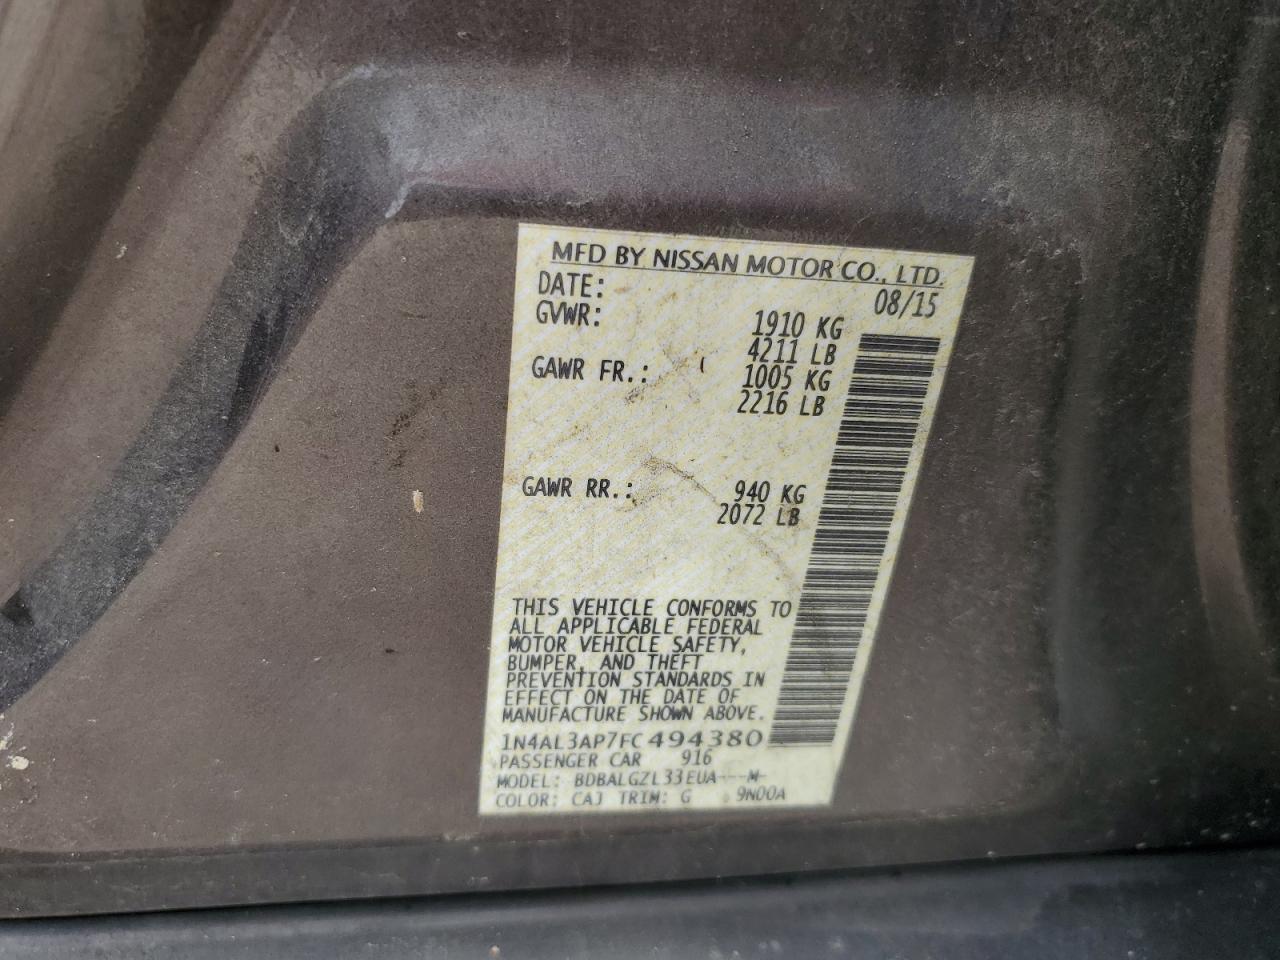 MFD BY NISSAN MOTOR CO., LTD.
DATE: 08/15
GVWR: 1910 KG
4211 LB
GAWR FR.: 1005 KG
2216 LB
GAWR RR.: 940 KG
2072 LB
THIS VEHICLE CONFORMS TO
ALL APPLICABLE FEDERAL
MOTOR VEHICLE SAFETY,
BUMPER, AND THEFT
PREVENTION STANDARDS IN
EFFECT ON THE DATE OF
MANUFACTURE SHOWN ABOVE.
1N4AL3AP7FC494380
PASSENGER CAR 916
MODEL: BDBALGZL33EUA---M-
COLOR: CAJ TRIM: G 9N00A